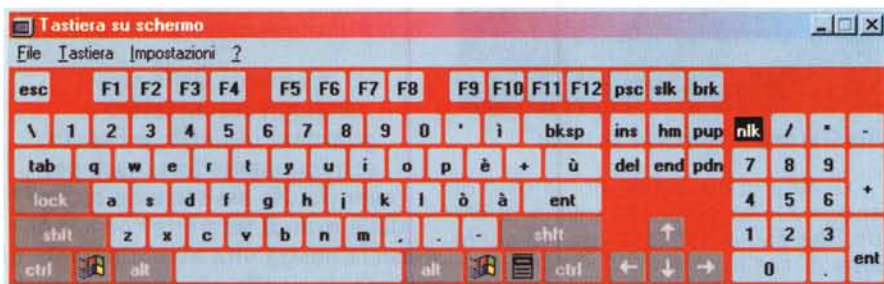 Tastiera su schermo
File Tastiera Impostazioni ?
esc F1 F2 F3 F4 F5 F6 F7 F8 F9 F10 F11 F12 psc slk brk
\ 1 2 3 4 5 6 7 8 9 0 ' ì bksp ins hm pup nlk / * -
tab q w e r t y u i o p è + ù del end pdn 7 8 9
lock a s d f g h j k l ò à ent 4 5 6 +
shft z x c v b n m , . - shft ↑ 1 2 3
ctrl alt alt ctrl ← ↓ → 0 . ent